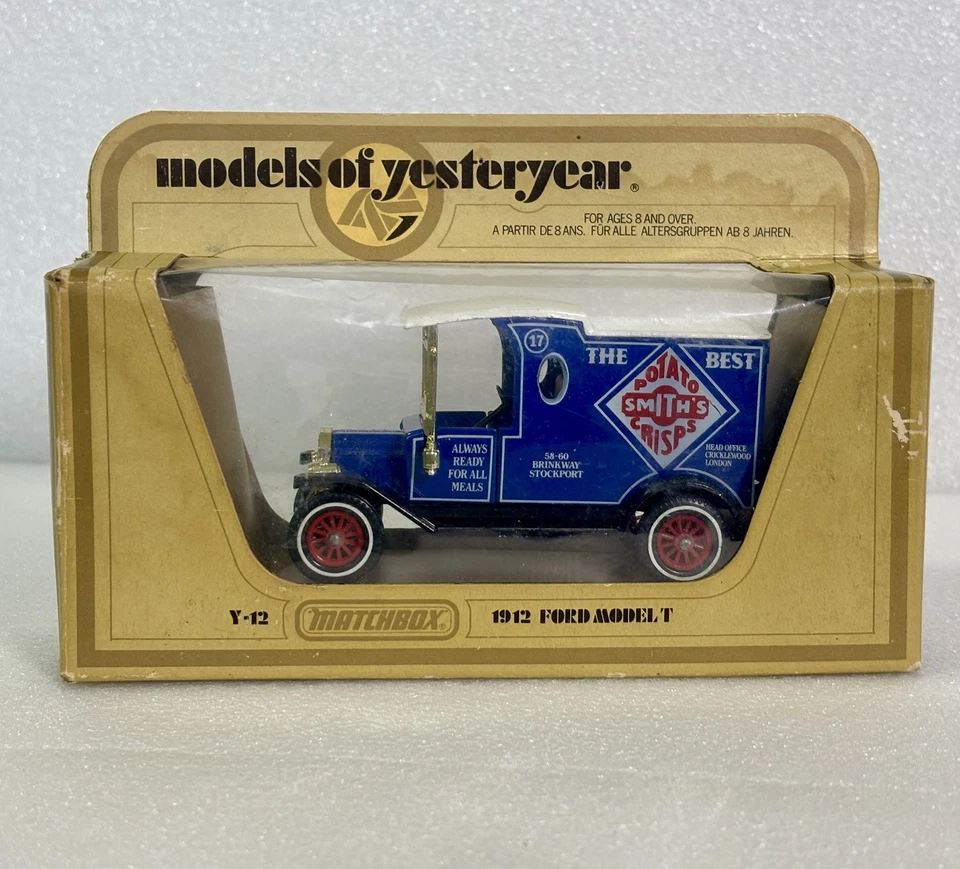 models of yesteryear®
FOR AGES 8 AND OVER.
A PARTIR DE 8 ANS. FÜR ALLE ALTERSGRUPPEN AB 8 JAHREN.
17
THE BEST
POTATO
SMITH'S
CRISPS
ALWAYS
READY
FOR ALL
MEALS
58-60
BRINKWAY
STOCKPORT
HEAD OFFICE
CRICKLEWOOD
LONDON
Y-12 MATCHBOX® 1912 FORD MODEL T